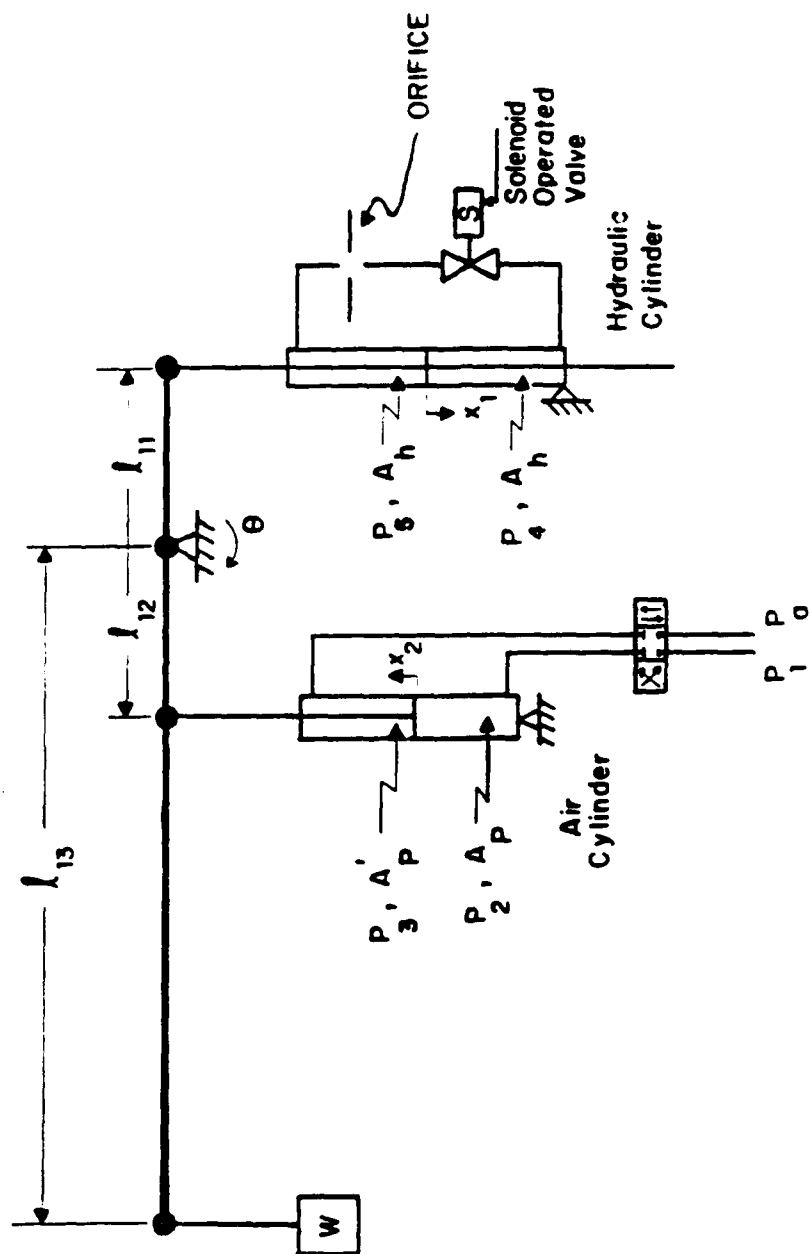 l13
l12
l11
θ
W
P3, A'P
P2, AP
x2
Air
Cylinder
P1
Pa
P5, Ah
x1
P4, Ah
ORIFICE
S
Solenoid
Operated
Valve
Hydraulic
Cylinder